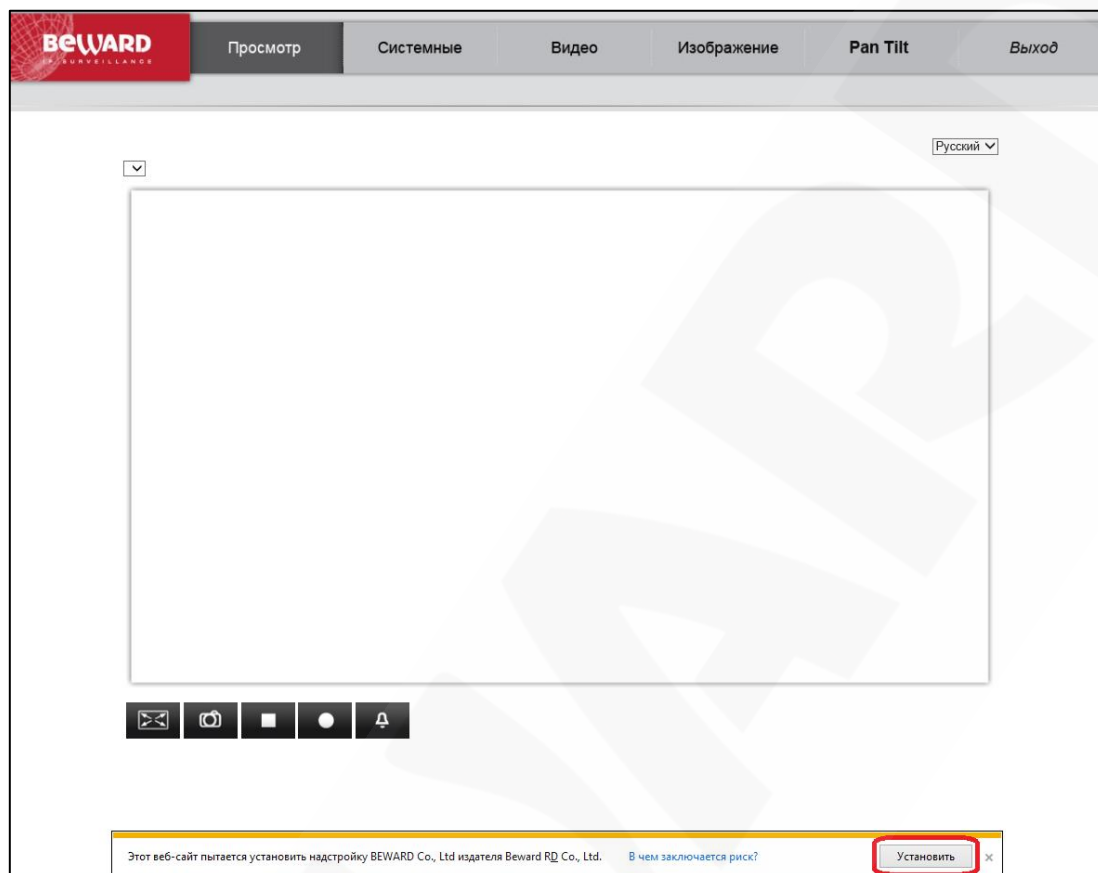 BEWARD
IP SURVEILLANCE
Просмотр
Системные
Видео
Изображение
Pan Tilt
Выход
Русский
Этот веб-сайт пытается установить надстройку BEWARD Co., Ltd издателя Beward RD Co., Ltd.
В чем заключается риск?
Установить